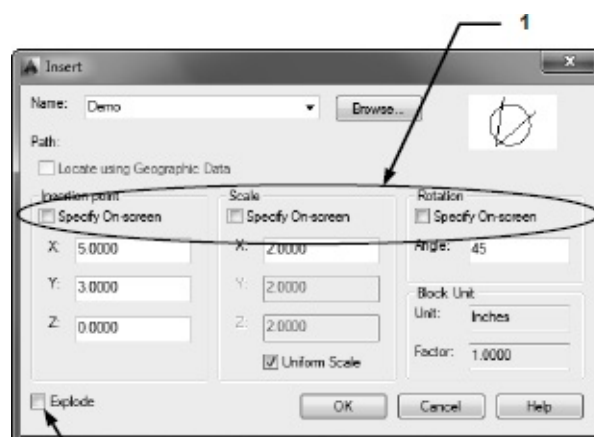 1
Insert
Name: Demo Browse...
Path:
Locate using Geographic Data
Insertion point Scale Rotation
Specify On-screen Specify On-screen Specify On-screen
X: 5.0000 X: 2.0000 Angle: 45
Y: 3.0000 Y: 2.0000 Block Unit
Z: 0.0000 Z: 2.0000 Unit: Inches
Uniform Scale Factor: 1.0000
Explode OK Cancel Help